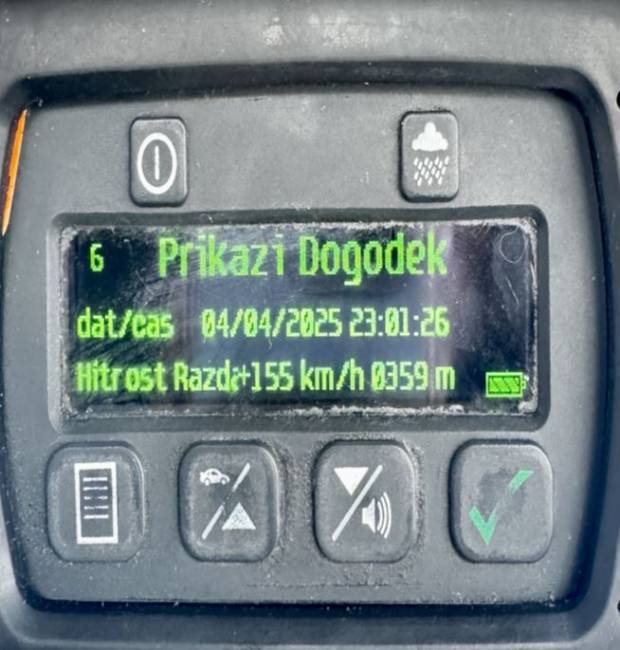 6 Prikazi Dogodek
dat/cas 04/04/2025 23:01:26
Hitrost Razda+155 km/h 0359 m